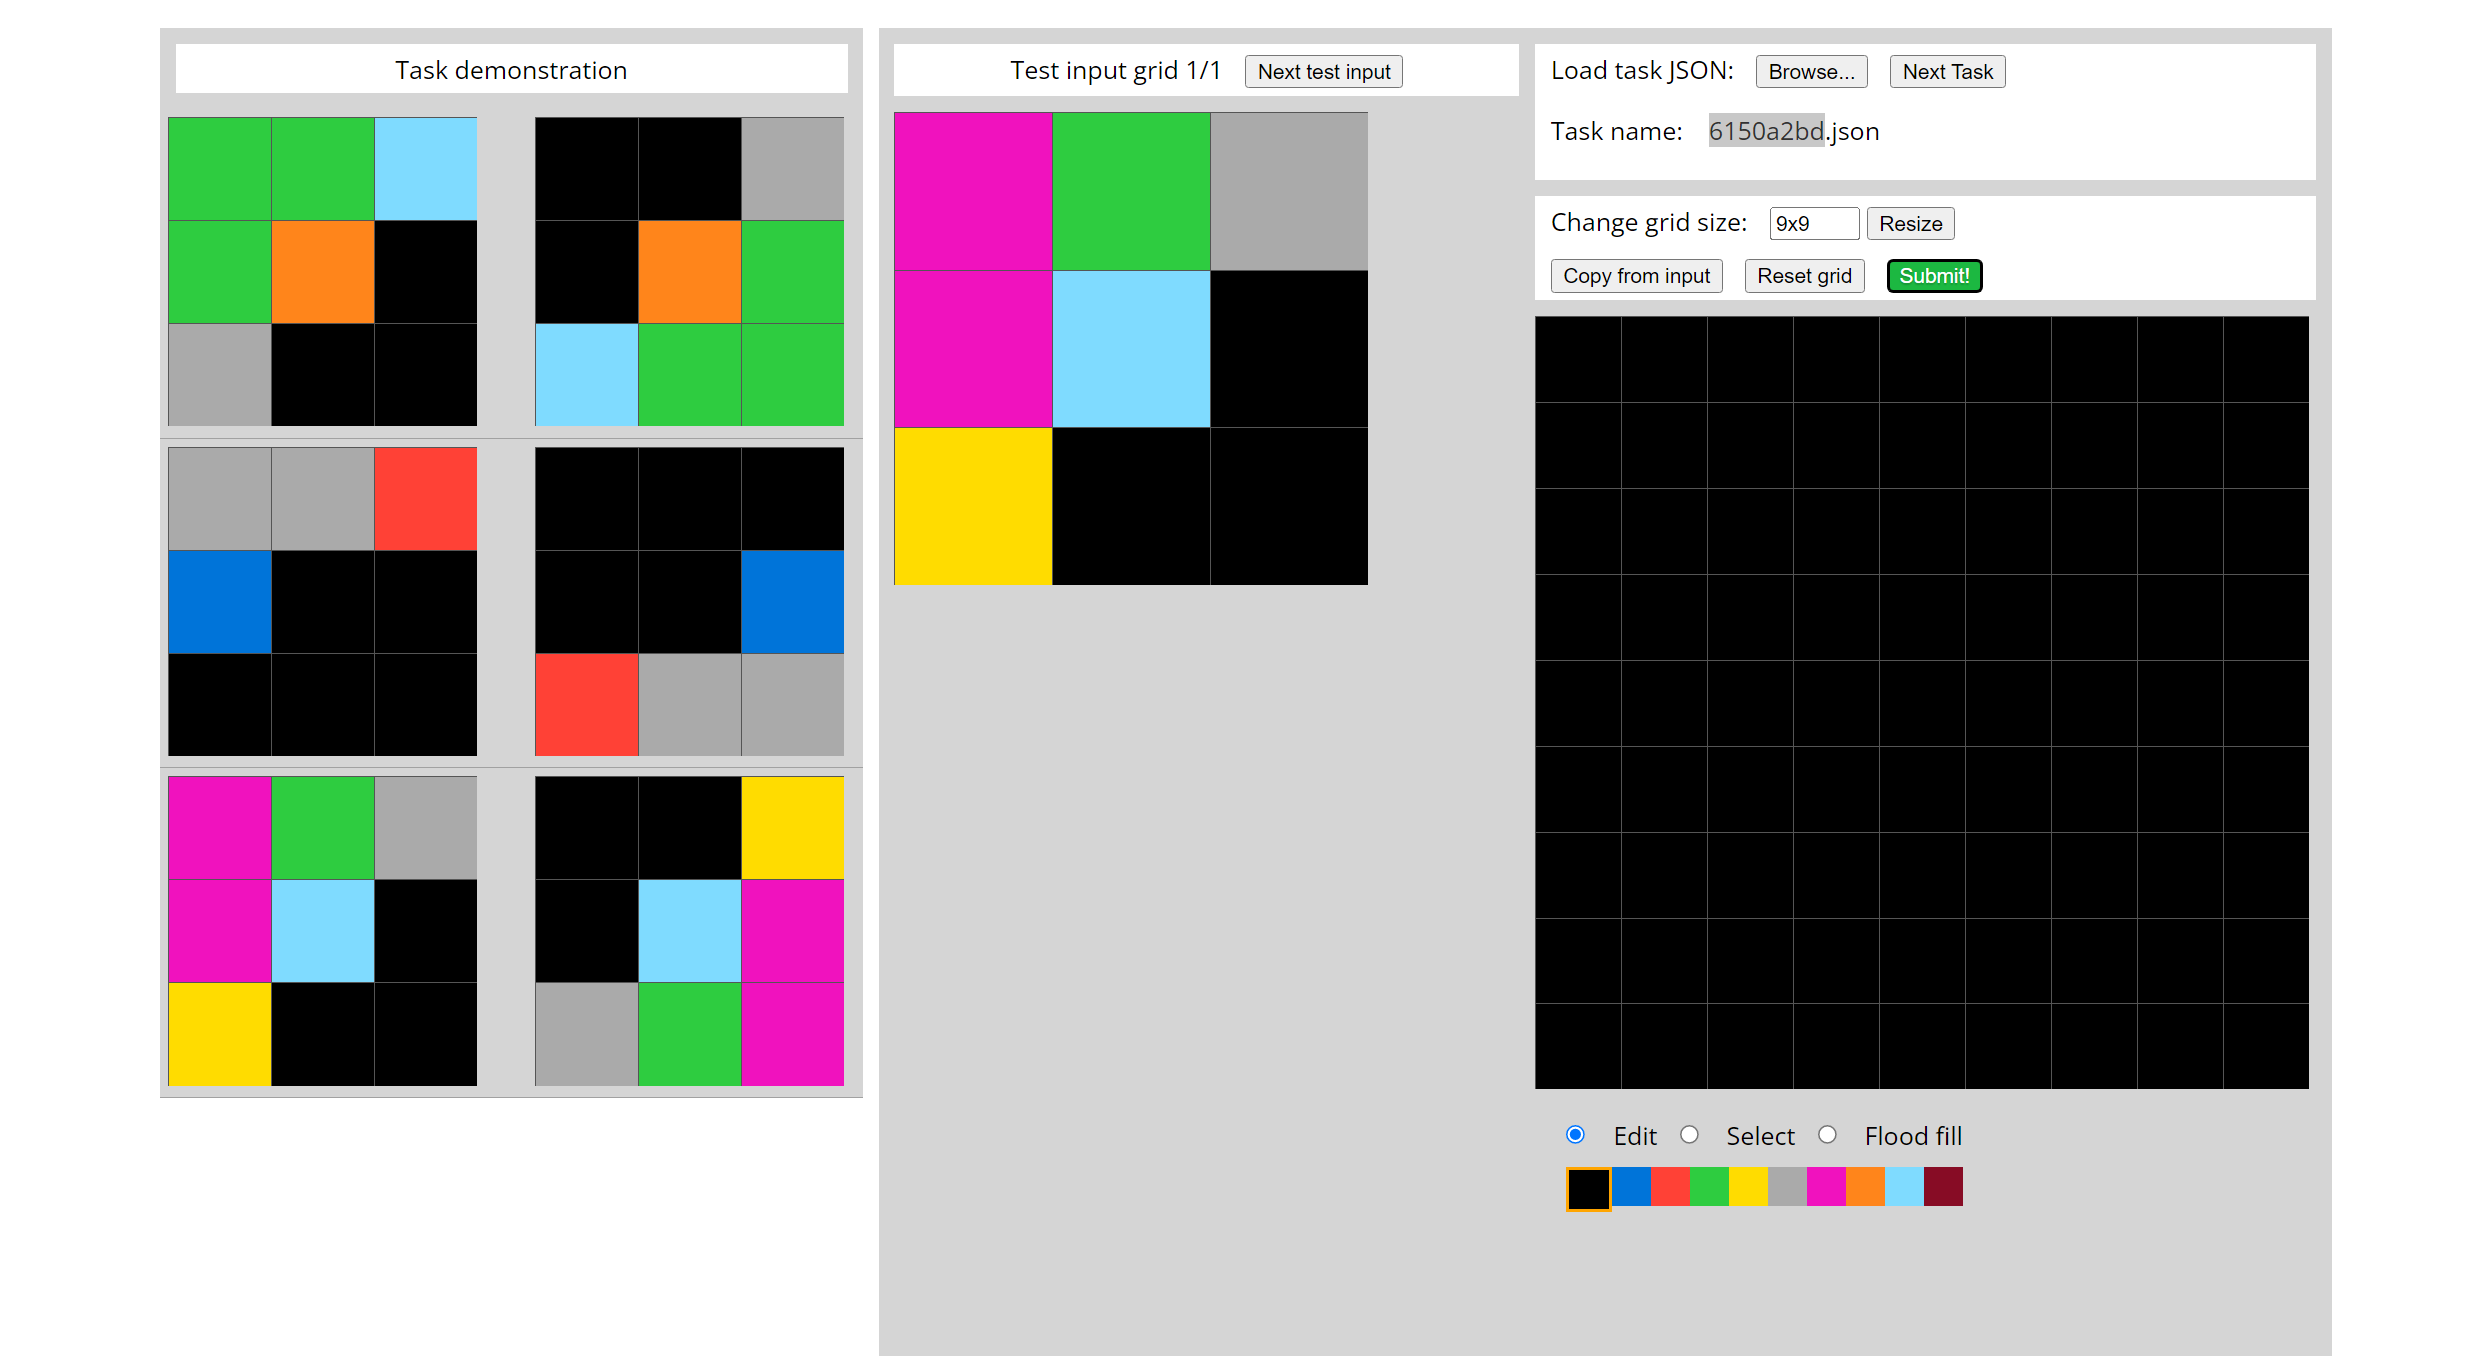 Task demonstration
Test input grid 1/1
Next test input
Load task JSON:
Browse...
Next Task
Task name:
6150a2bd.json
Change grid size:
9x9
Resize
Copy from input
Reset grid
Submit!
Edit
Select
Flood fill